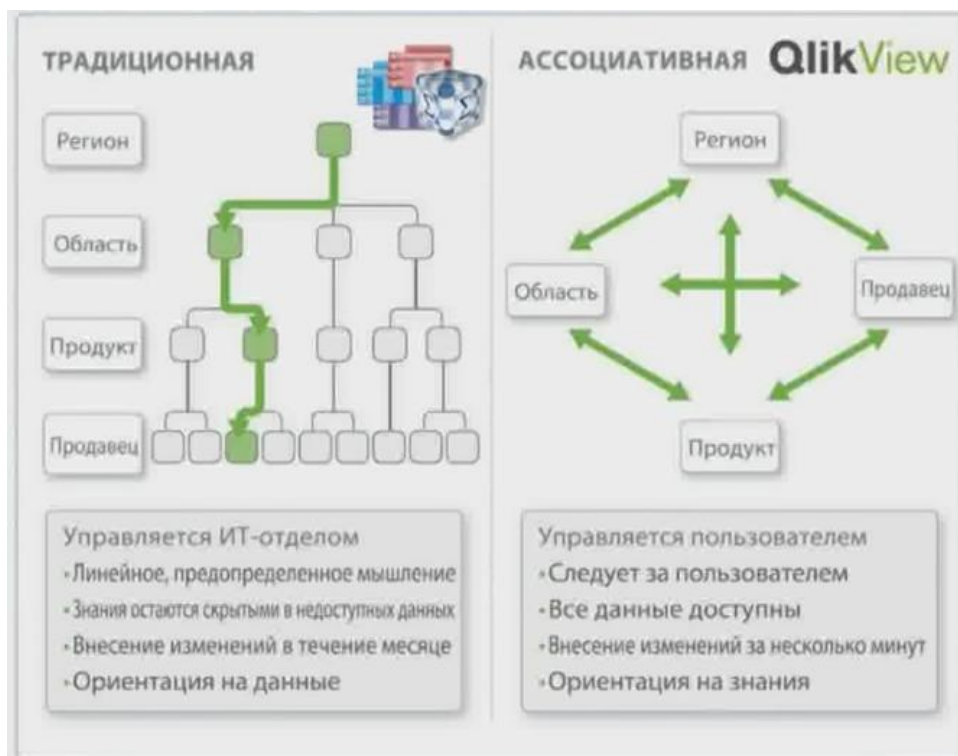 ТРАДИЦИОННАЯ
Регион
Область
Продукт
Продавец
Управляется ИТ-отделом
•Линейное, предопределенное мышление
•Знания остаются скрытыми в недоступных данных
•Внесение изменений в течение месяце
•Ориентация на данные
АССОЦИАТИВНАЯ QlikView
Регион
Область
Продавец
Продукт
Управляется пользователем
•Следует за пользователем
•Все данные доступны
•Внесение изменений за несколько минут
•Ориентация на знания